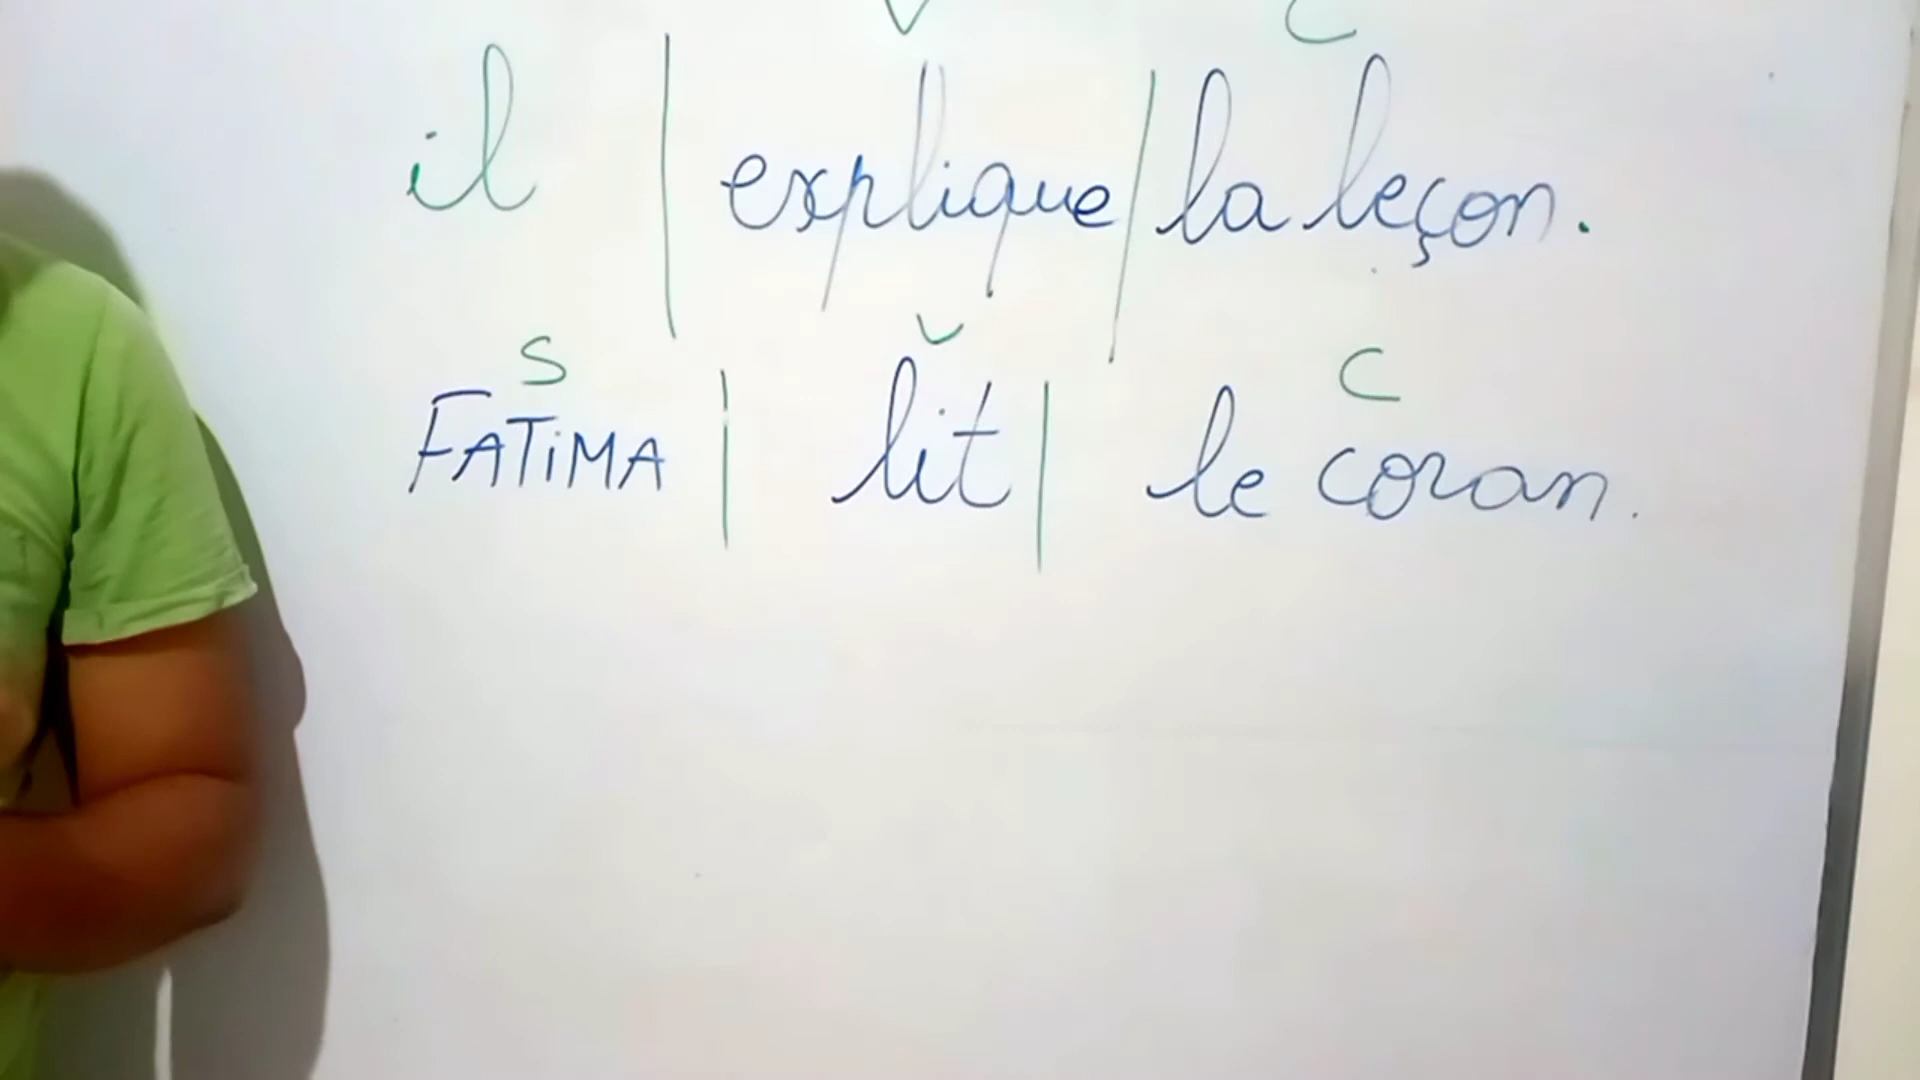 V C
il | explique | la leçon.
S V C
FATiMA | lit | le coran.